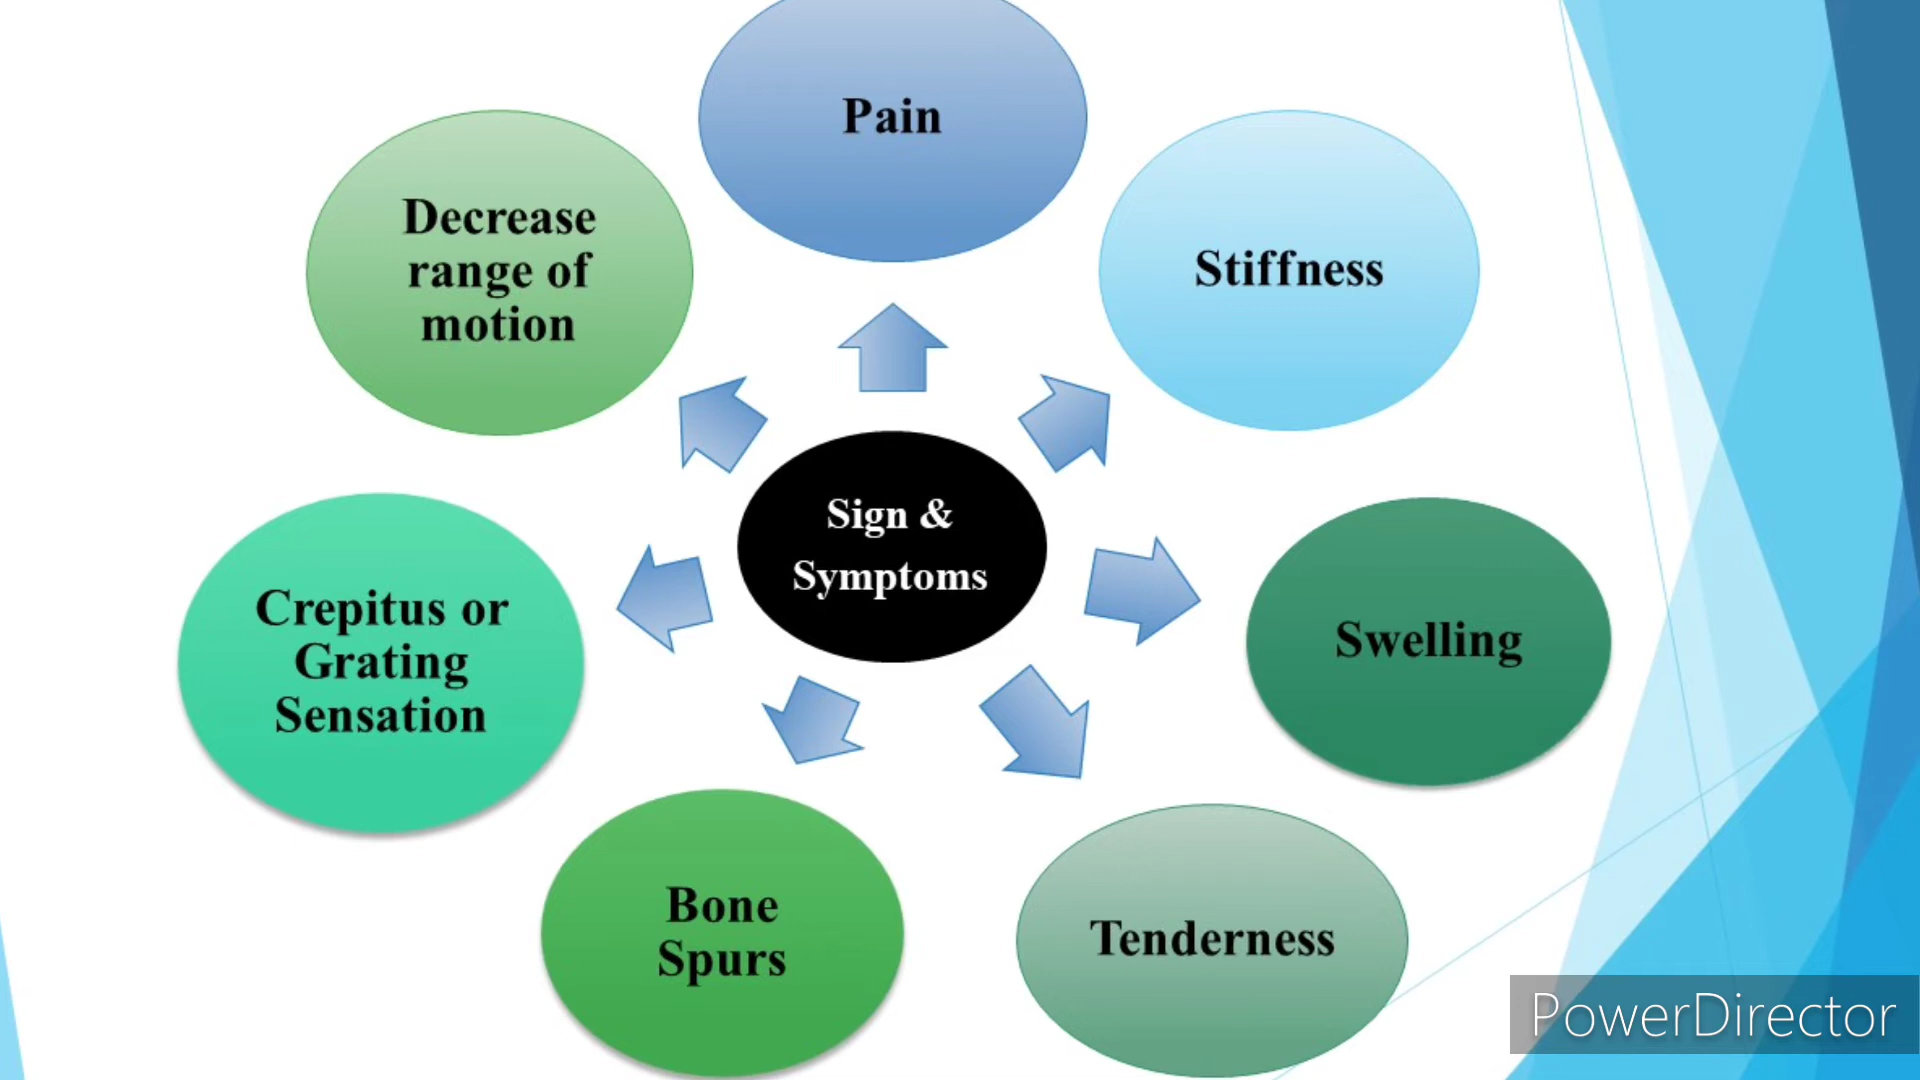 Pain
Decrease
range of
motion
Stiffness
Sign &
Symptoms
Crepitus or
Grating
Sensation
Swelling
Bone
Spurs
Tenderness
PowerDirector